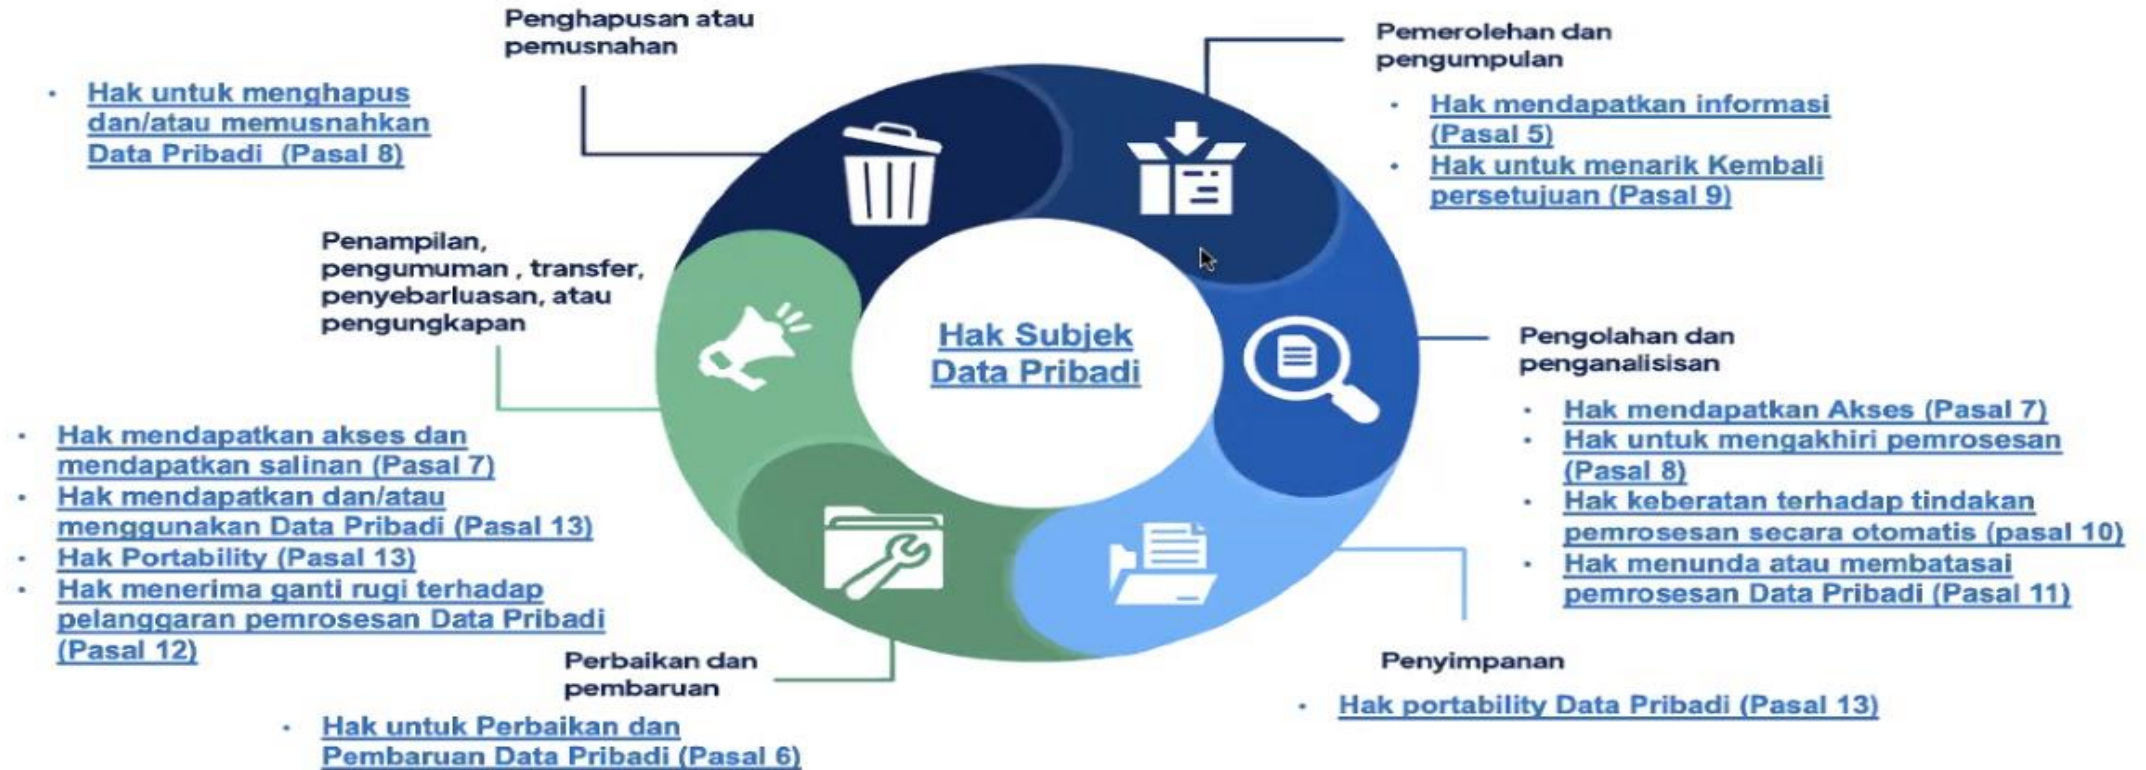 Penghapusan atau
pemusnahan
• Hak untuk menghapus
dan/atau memusnahkan
Data Pribadi (Pasal 8)
Pemerolehan dan
pengumpulan
• Hak mendapatkan informasi
(Pasal 5)
• Hak untuk menarik Kembali
persetujuan (Pasal 9)
Penampilan,
pengumuman , transfer,
penyebarluasan, atau
pengungkapan
• Hak mendapatkan akses dan
mendapatkan salinan (Pasal 7)
• Hak mendapatkan dan/atau
menggunakan Data Pribadi (Pasal 13)
• Hak Portability (Pasal 13)
• Hak menerima ganti rugi terhadap
pelanggaran pemrosesan Data Pribadi
(Pasal 12)
Hak Subjek
Data Pribadi
Pengolahan dan
penganalisisan
• Hak mendapatkan Akses (Pasal 7)
• Hak untuk mengakhiri pemrosesan
(Pasal 8)
• Hak keberatan terhadap tindakan
pemrosesan secara otomatis (pasal 10)
• Hak menunda atau membatasai
pemrosesan Data Pribadi (Pasal 11)
Perbaikan dan
pembaruan
• Hak untuk Perbaikan dan
Pembaruan Data Pribadi (Pasal 6)
Penyimpanan
• Hak portability Data Pribadi (Pasal 13)